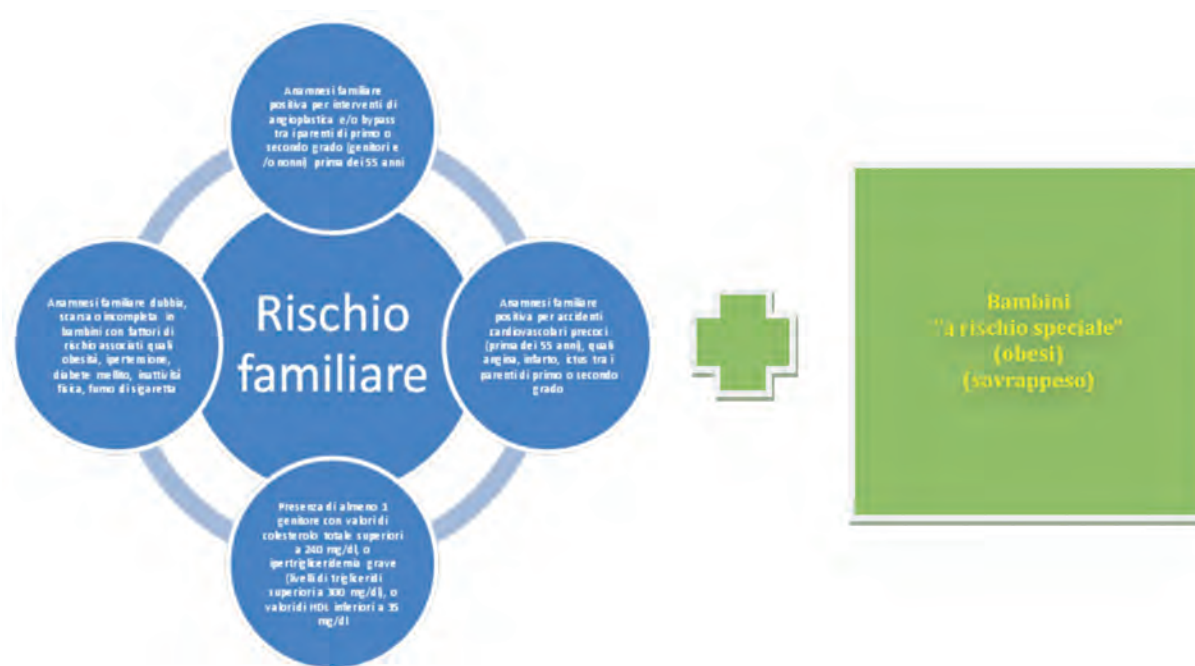 Anamnesi familiare
positiva per interventi di
angioplastica e/o bypass
tra i parenti di primo o
secondo grado (genitori e
/o nonni) prima dei 55 anni
Anamnesi familiare dubbia,
scarsa o incompleta in
bambini con fattori di
rischio associati quali
obesità, ipertensione,
diabete mellito, inattività
fisica, fumo di sigaretta
Rischio
familiare
Anamnesi familiare
positiva per accidenti
cardiovascolari precoci
(prima dei 55 anni), quali
angina, infarto, ictus tra i
parenti di primo o secondo
grado
Presenza di almeno 1
genitore con valori di
colesterolo totale superiori
a 240 mg/dl, o
ipertrigliceridemia grave
(livelli di trigliceridi
superiori a 300 mg/dl), o
valori di HDL inferiori a 35
mg/dl
Bambini
"a rischio speciale"
(obesi)
(sovrappeso)